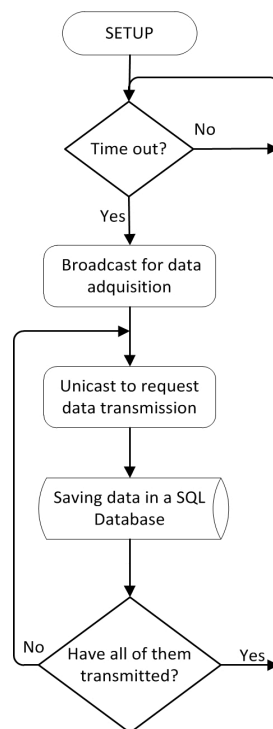 SETUP
Time out?
No
Yes
Broadcast for data
adquisition
Unicast to request
data transmission
Saving data in a SQL
Database
No
Have all of them
transmitted?
Yes